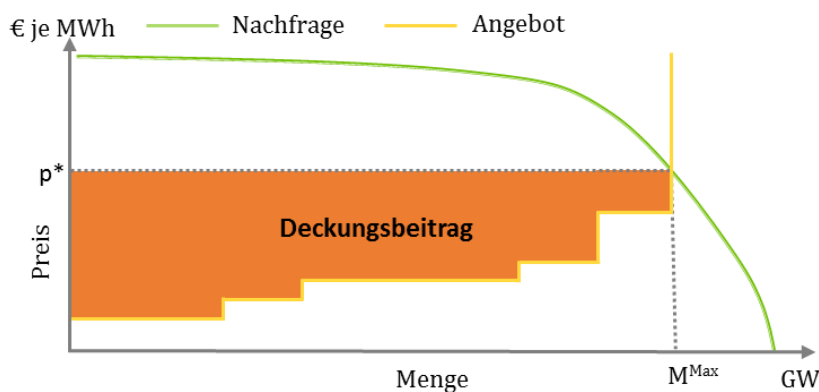 € je MWh
Nachfrage
Angebot
p*
Deckungsbeitrag
Preis
Menge
M^Max
GW